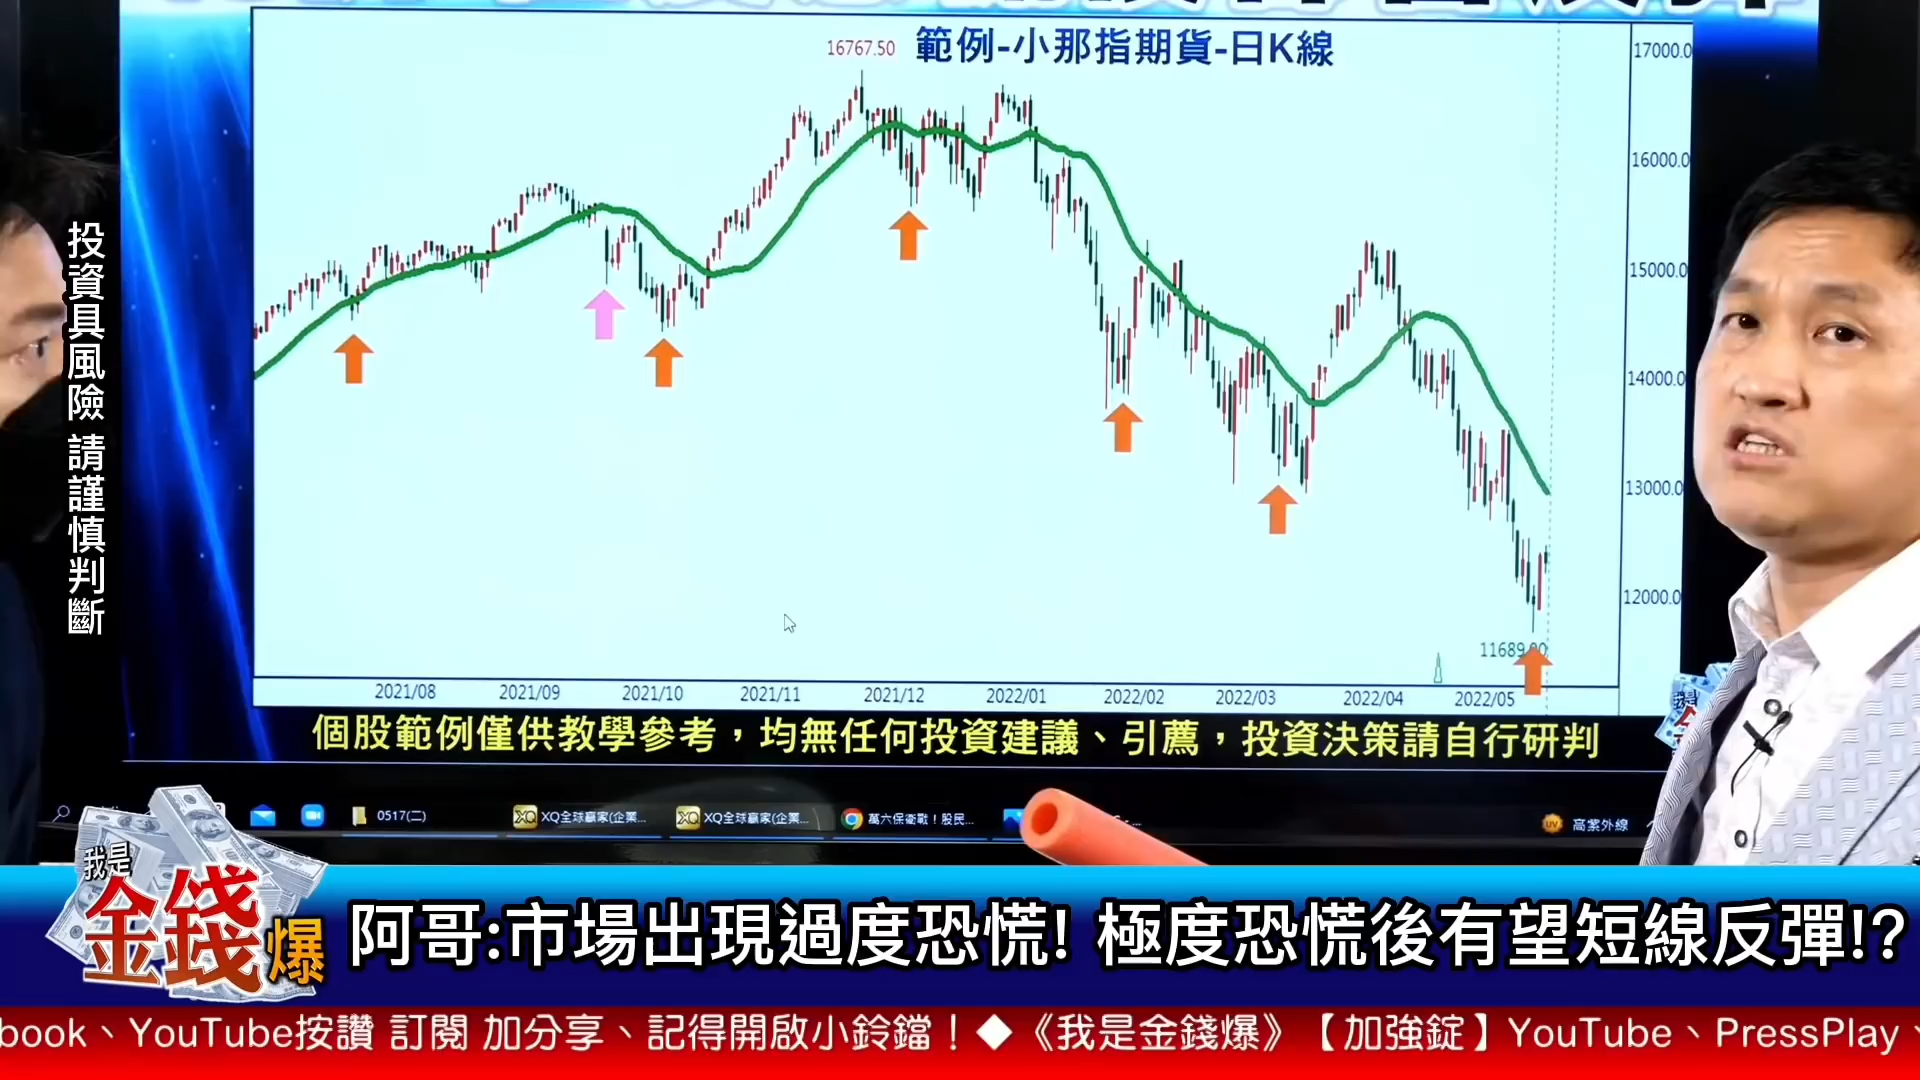 16767.50
範例-小那指期貨-日K線
17000.0
16000.0
15000.0
14000.0
13000.0
12000.0
2021/08
2021/09
2021/10
2021/11
2021/12
2022/01
2022/02
2022/03
2022/04
2022/05
個股範例僅供教學參考，均無任何投資建議、引薦，投資決策請自行研判
投資具風險 請謹慎判斷
0517(二)
XQ全球贏家(企業...
XQ全球贏家(企業...
萬六保衛戰！股民...
高紫外線
我是
金錢爆
阿哥:市場出現過度恐慌! 極度恐慌後有望短線反彈!?
book、YouTube按讚 訂閱 加分享、記得開啟小鈴鐺！◆《我是金錢爆》【加強錠】YouTube、PressPlay、